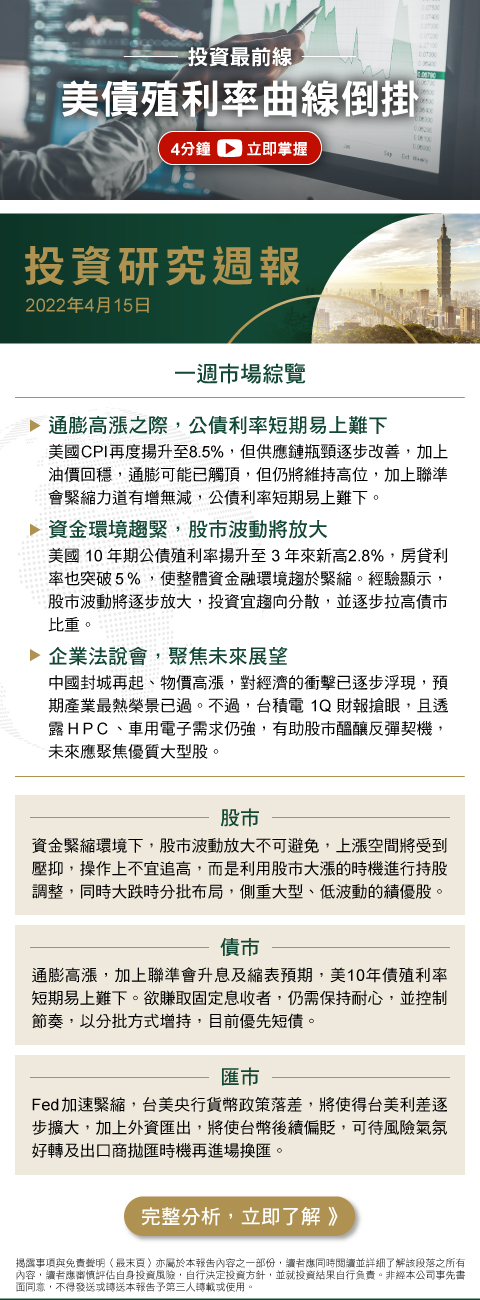 投資最前線
美債殖利率曲線倒掛
4分鐘 立即掌握
投資研究週報
2022年4月15日
一週市場綜覽
通膨高漲之際，公債利率短期易上難下
美國CPI再度揚升至8.5%，但供應鏈瓶頸逐步改善，加上
油價回穩，通膨可能已觸頂，但仍將維持高位，加上聯準
會緊縮力道有增無減，公債利率短期易上難下。
資金環境趨緊，股市波動將放大
美國 10 年期公債殖利率揚升至 3 年來新高2.8%，房貸利
率也突破5%，使整體資金融環境趨於緊縮。經驗顯示，
股市波動將逐步放大，投資宜趨向分散，並逐步拉高債市
比重。
企業法說會，聚焦未來展望
中國封城再起、物價高漲，對經濟的衝擊已逐步浮現，預
期產業最熱榮景已過。不過，台積電 1Q 財報搶眼，且透
露HPC、車用電子需求仍強，有助股市醞釀反彈契機，
未來應聚焦優質大型股。
股市
資金緊縮環境下，股市波動放大不可避免，上漲空間將受到
壓抑，操作上不宜追高，而是利用股市大漲的時機進行持股
調整，同時大跌時分批布局，側重大型、低波動的績優股。
債市
通膨高漲，加上聯準會升息及縮表預期，美10年債殖利率
短期易上難下。欲賺取固定息收者，仍需保持耐心，並控制
節奏，以分批方式增持，目前優先短債。
匯市
Fed加速緊縮，台美央行貨幣政策落差，將使得台美利差逐
步擴大，加上外資匯出，將使台幣後續偏貶，可待風險氣氛
好轉及出口商拋匯時機再進場換匯。
完整分析，立即了解 》
揭露事項與免責聲明（最末頁）亦屬於本報告內容之一部份，讀者應同時閱讀並詳細了解該段落之所有
內容，讀者應審慎評估自身投資風險，自行決定投資方針，並就投資結果自行負責。非經本公司事先書
面同意，不得發送或轉送本報告予第三人轉載或使用。